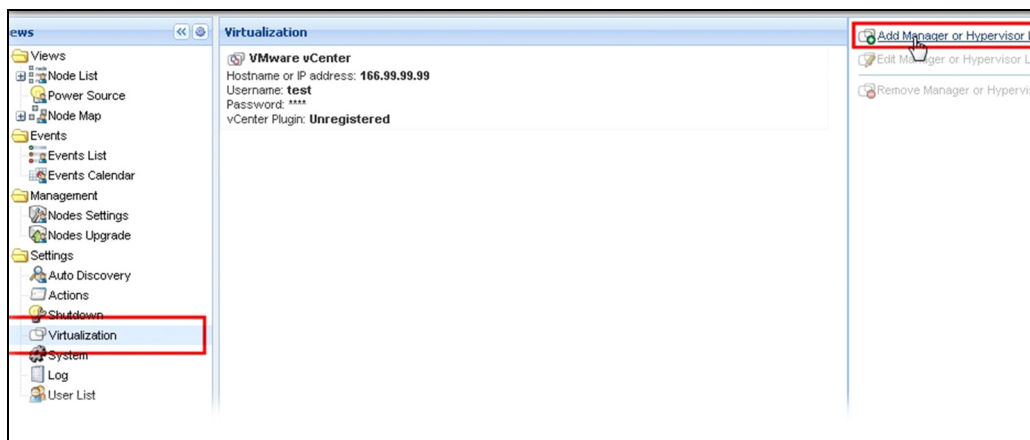 ews
Views
Node List
Power Source
Node Map
Events
Events List
Events Calendar
Management
Nodes Settings
Nodes Upgrade
Settings
Auto Discovery
Actions
Shutdown
Virtualization
System
Log
User List
Virtualization
VMware vCenter
Hostname or IP address: 166.99.99.99
Username: test
Password: ****
vCenter Plugin: Unregistered
Add Manager or Hypervisor L
Edit Manager or Hypervisor L
Remove Manager or Hypervis